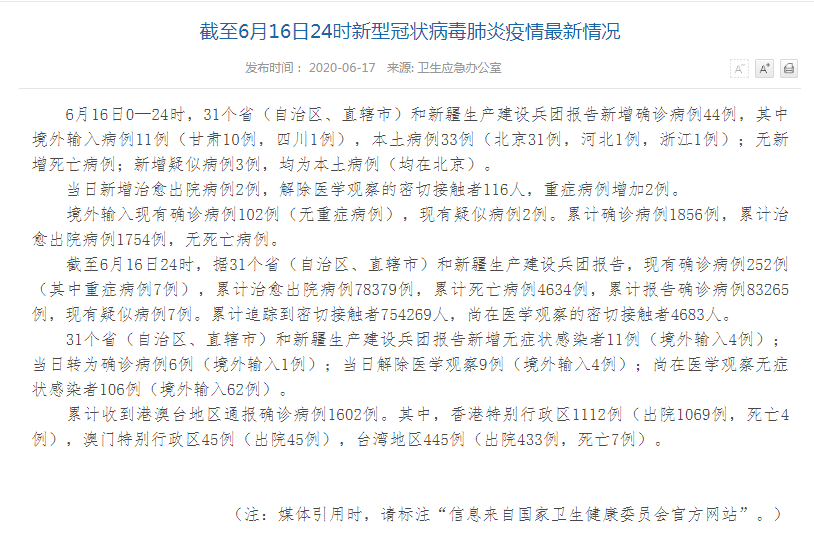 截至6月16日24时新型冠状病毒肺炎疫情最新情况
发布时间： 2020-06-17 来源: 卫生应急办公室
A- A+
6月16日0—24时，31个省（自治区、直辖市）和新疆生产建设兵团报告新增确诊病例44例，其中
境外输入病例11例（甘肃10例，四川1例），本土病例33例（北京31例，河北1例，浙江1例）；无新
增死亡病例；新增疑似病例3例，均为本土病例（均在北京）。
当日新增治愈出院病例2例，解除医学观察的密切接触者116人，重症病例增加2例。
境外输入现有确诊病例102例（无重症病例），现有疑似病例2例。累计确诊病例1856例，累计治
愈出院病例1754例，无死亡病例。
截至6月16日24时，据31个省（自治区、直辖市）和新疆生产建设兵团报告，现有确诊病例252例
（其中重症病例7例），累计治愈出院病例78379例，累计死亡病例4634例，累计报告确诊病例83265
例，现有疑似病例7例。累计追踪到密切接触者754269人，尚在医学观察的密切接触者4683人。
31个省（自治区、直辖市）和新疆生产建设兵团报告新增无症状感染者11例（境外输入4例）；
当日转为确诊病例6例（境外输入1例）；当日解除医学观察9例（境外输入4例）；尚在医学观察无症
状感染者106例（境外输入62例）。
累计收到港澳台地区通报确诊病例1602例。其中，香港特别行政区1112例（出院1069例，死亡4
例），澳门特别行政区45例（出院45例），台湾地区445例（出院433例，死亡7例）。
（注：媒体引用时，请标注“信息来自国家卫生健康委员会官方网站”。）